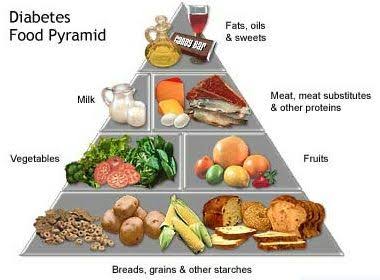 Diabetes
Food Pyramid
Fats, oils
& sweets
CANDY BAR
Milk
Meat, meat substitutes
& other proteins
Vegetables
Fruits
Breads, grains & other starches